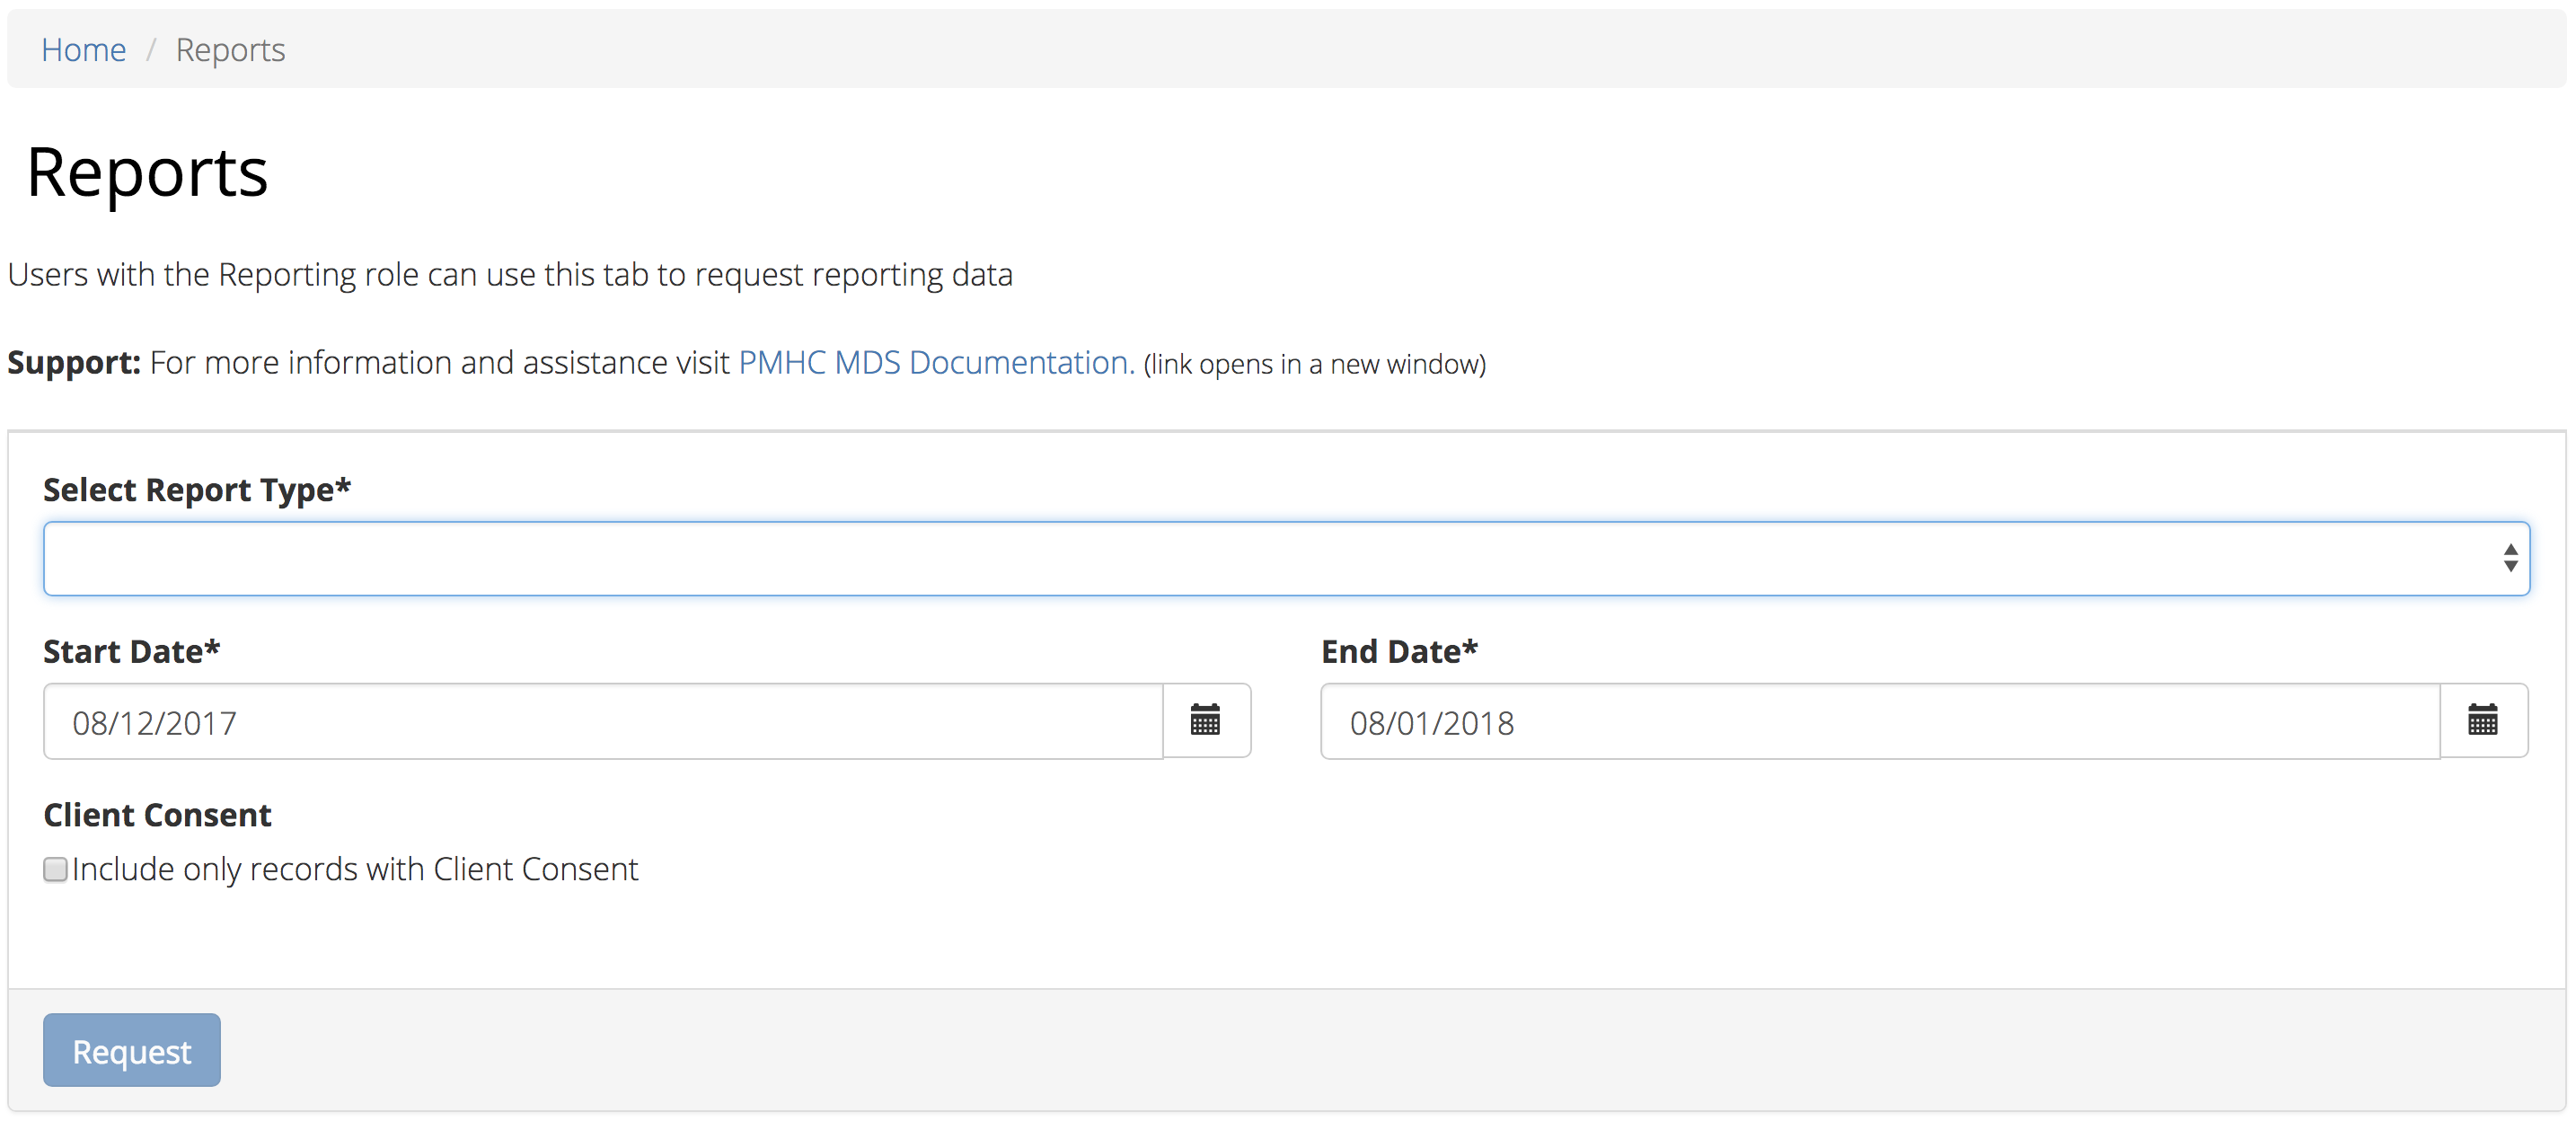 Home / Reports
Reports
Users with the Reporting role can use this tab to request reporting data
Support: For more information and assistance visit PMHC MDS Documentation. (link opens in a new window)
Select Report Type*
Start Date* End Date*
08/12/2017 08/01/2018
Client Consent
Include only records with Client Consent
Request